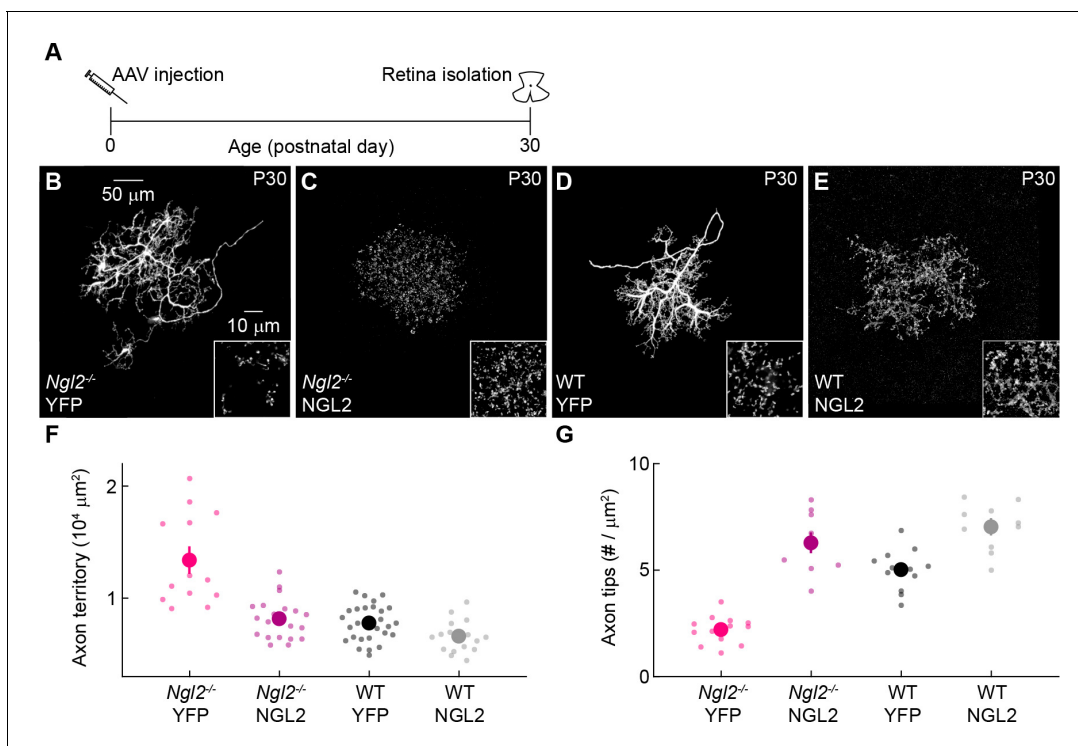 A
AAV injection
Retina isolation
0
Age (postnatal day)
30
B
P30
50 μm
10 μm
Ngl2-/-
YFP
C
P30
Ngl2-/-
NGL2
D
P30
WT
YFP
E
P30
WT
NGL2
F
Axon territory (10⁴ μm²)
2
1
Ngl2-/-
YFP
Ngl2-/-
NGL2
WT
YFP
WT
NGL2
G
Axon tips (# / μm²)
10
5
0
Ngl2-/-
YFP
Ngl2-/-
NGL2
WT
YFP
WT
NGL2